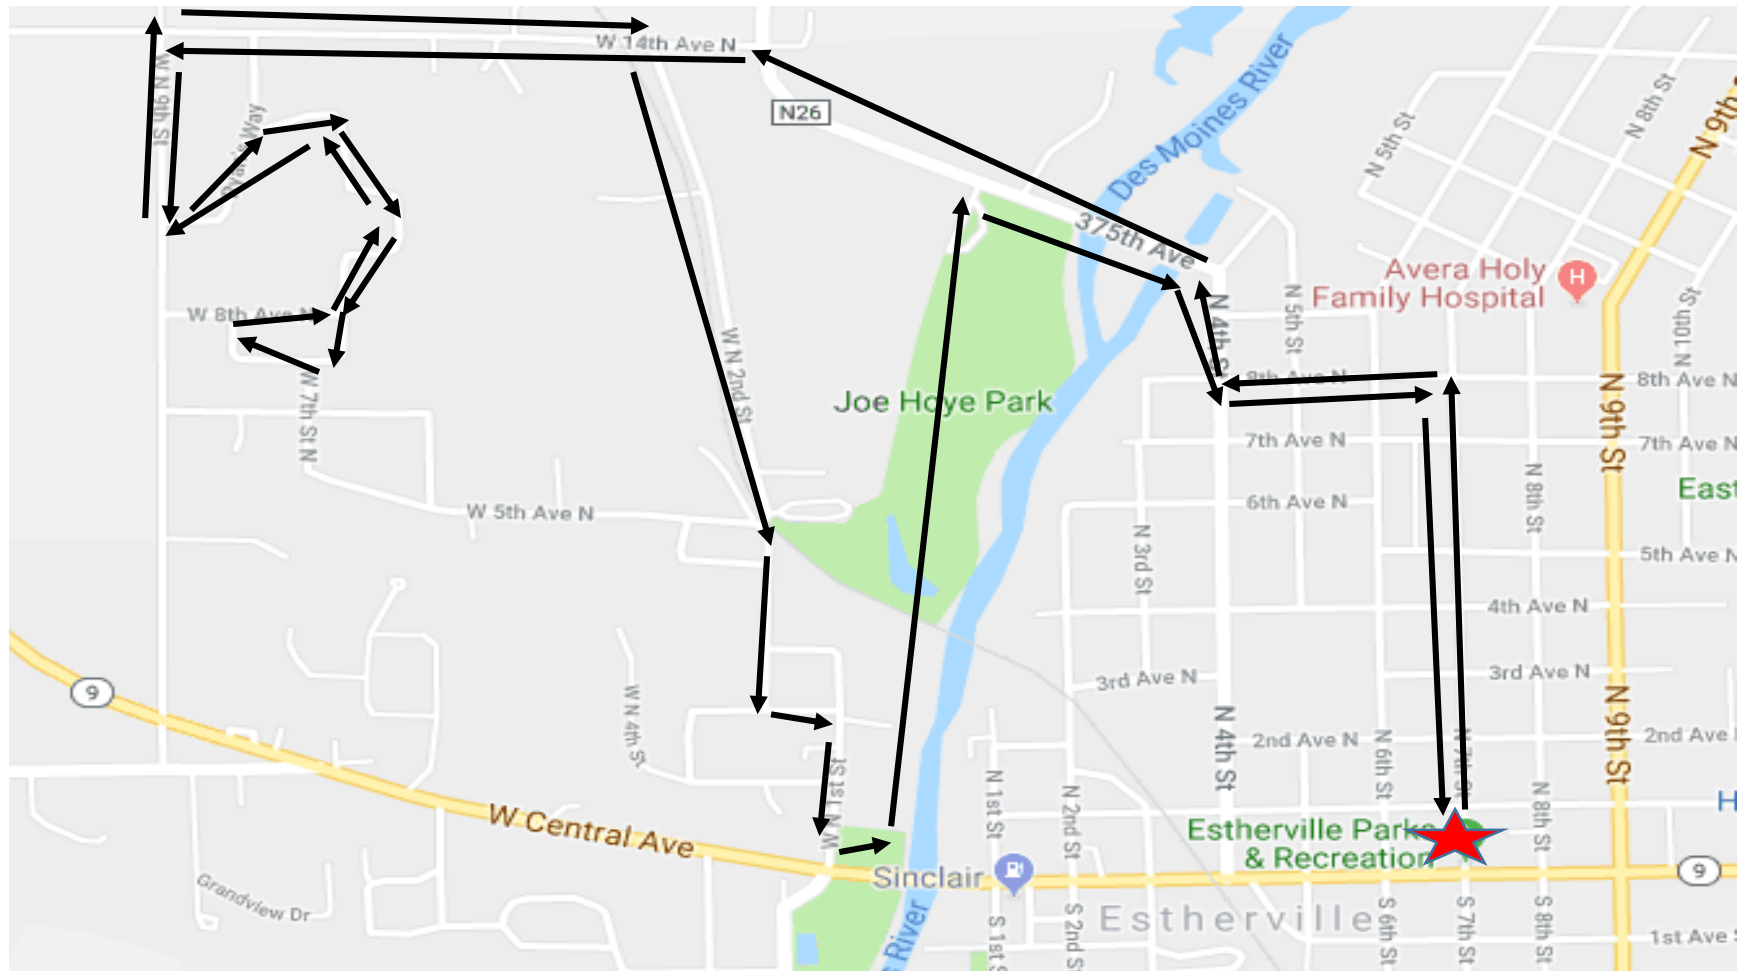 W 14th Ave N
W N 9th St
N26
Des Moines River
N 5th St
N 8th St
N 9th
375th Ave
Avera Holy
Family Hospital
H
W 8th Ave N
N 4th St
N 5th St
N 10th St
W N 2nd St
8th Ave N
8th Ave N
Joe Hoye Park
W 7th St N
7th Ave N
7th Ave N
N 9th St
W 5th Ave N
6th Ave N
N 8th St
East
N 3rd St
5th Ave N
4th Ave N
9
3rd Ave N
3rd Ave N
W N 4th St
N 4th St
2nd Ave N
N 6th St
N 7th St
N 9th St
2nd Ave
W N 1st St
N 1st St
N 2nd St
N 8th St
H
W Central Ave
Estherville Parks
& Recreation
Sinclair
9
Grandview Dr
River
S 1st S
S 2nd S
Estherville
S 6th St
S 7th St
S 8th St
1st Ave S